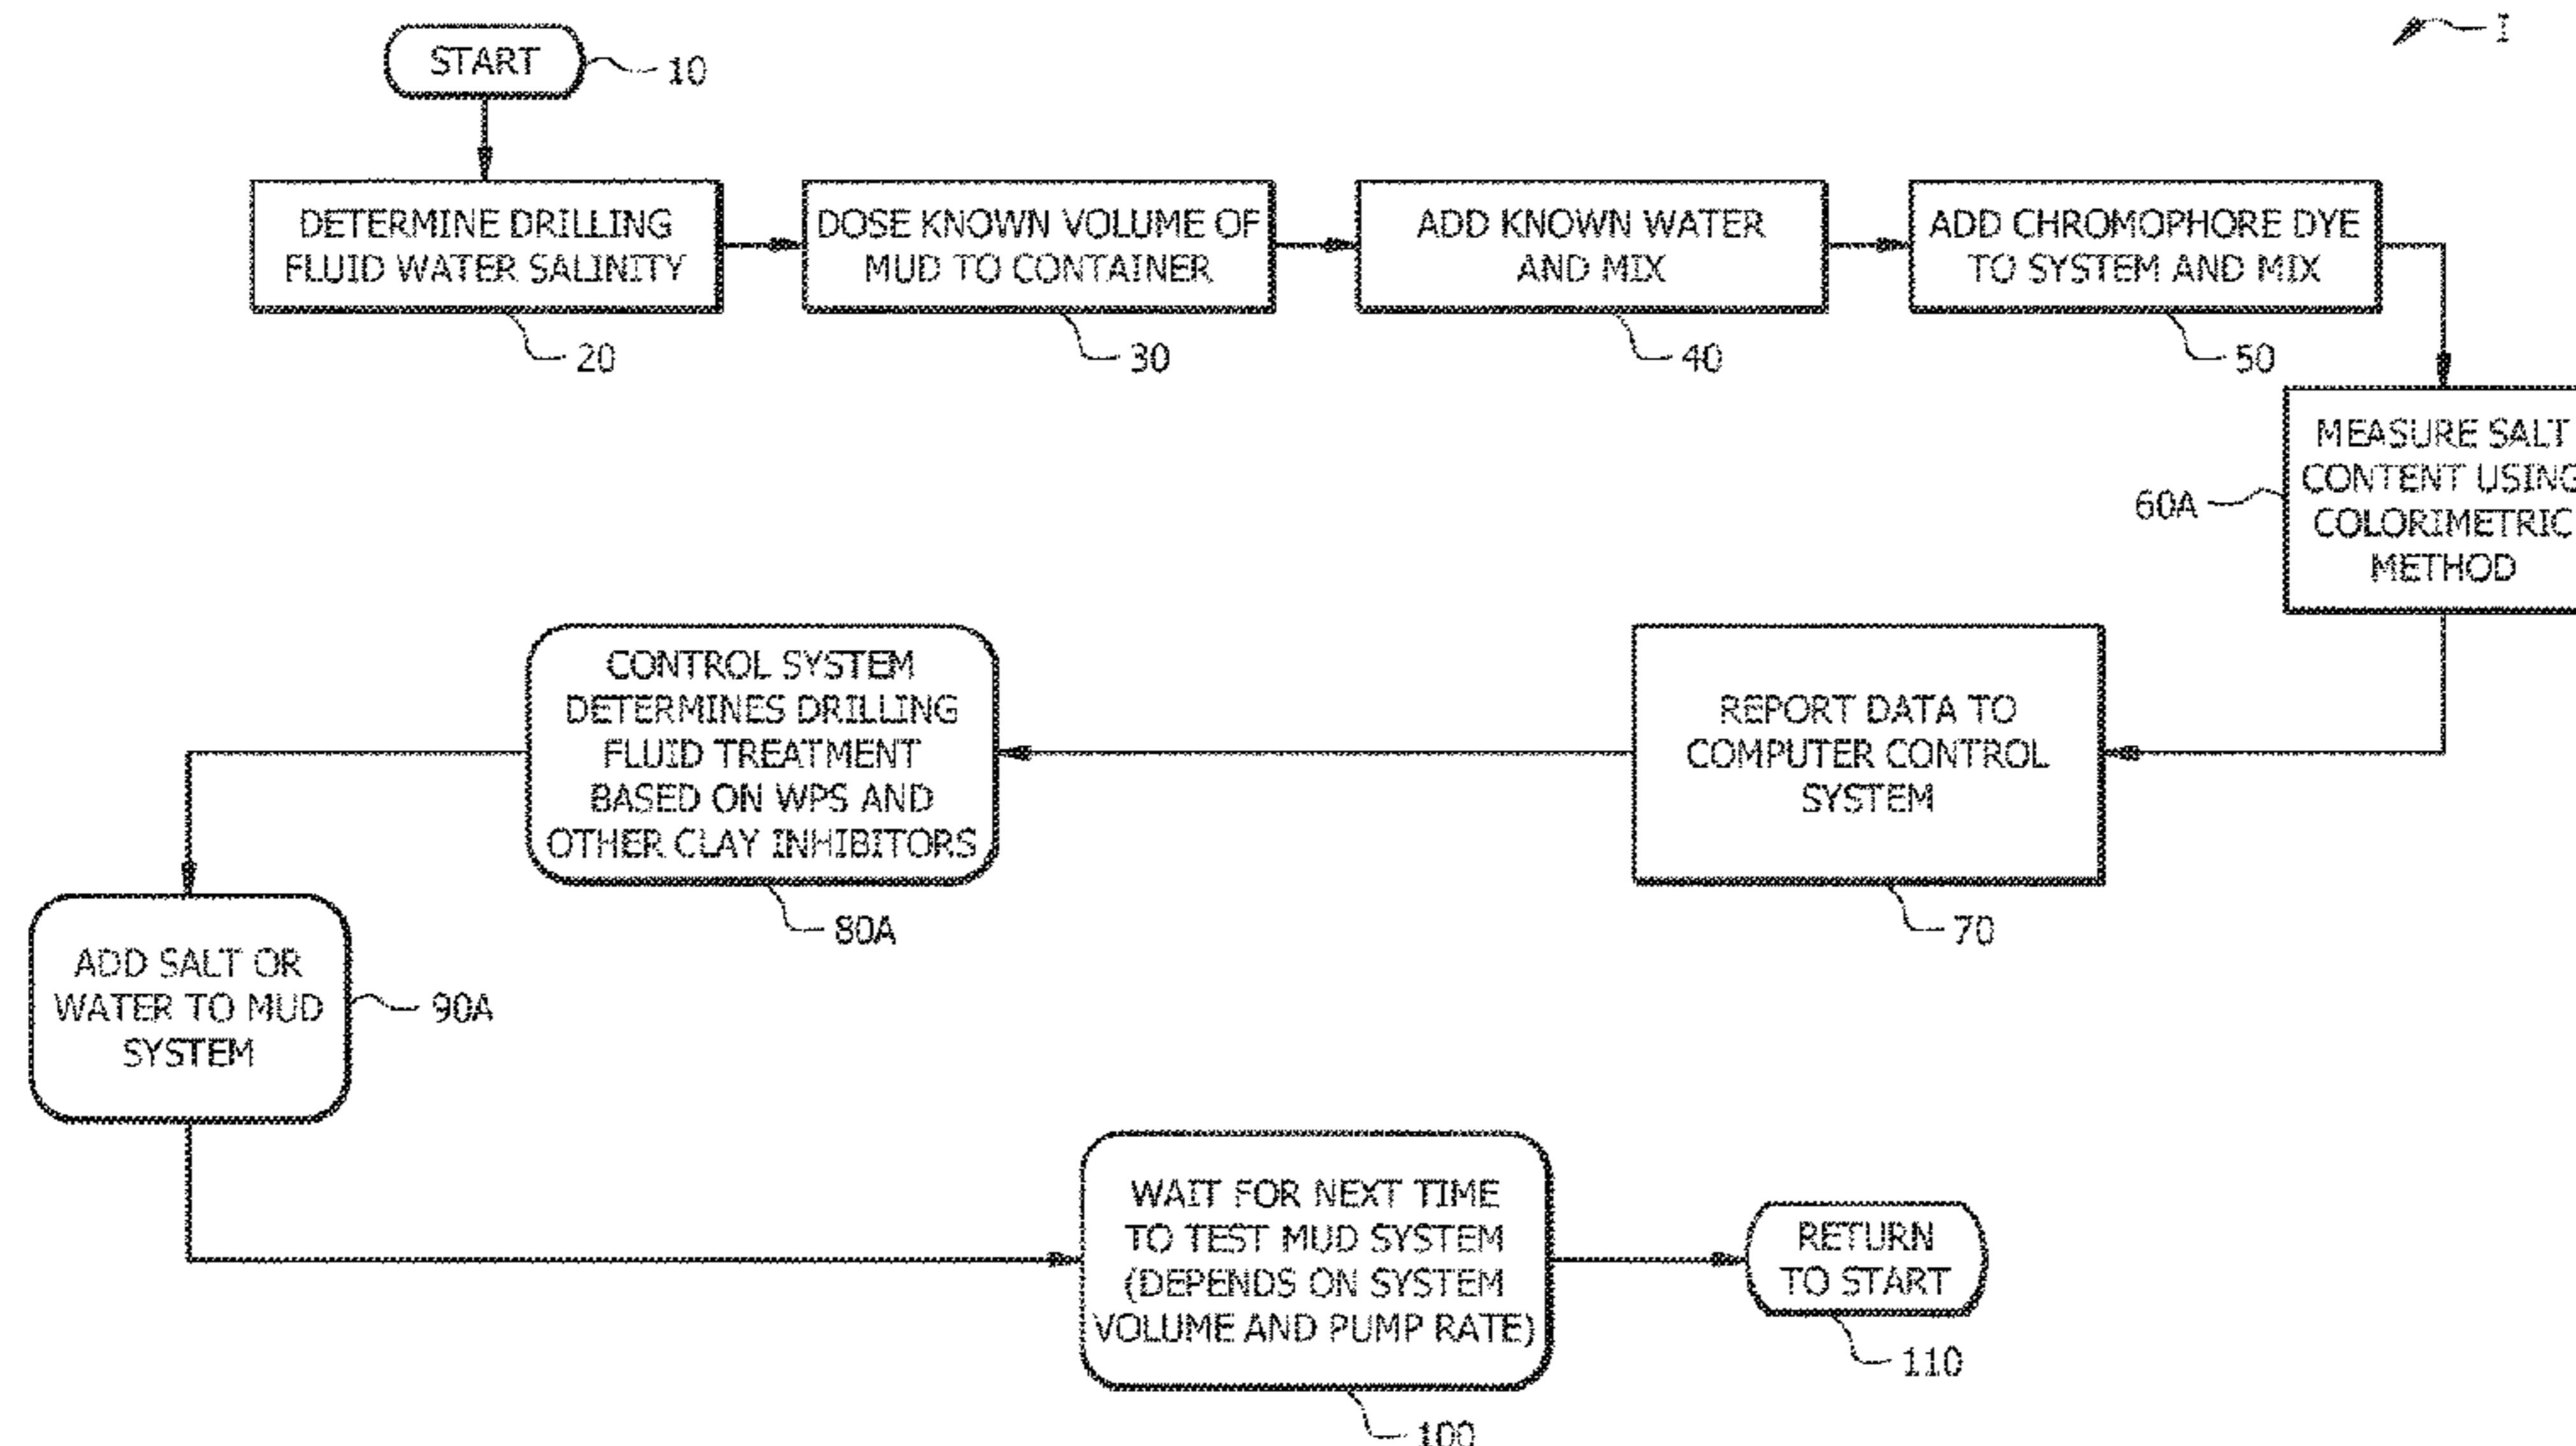 I
START
10
DETERMINE DRILLING
FLUID WATER SALINITY
20
DOSE KNOWN VOLUME OF
MUD TO CONTAINER
30
ADD KNOWN WATER
AND MIX
40
ADD CHROMOPHORE DYE
TO SYSTEM AND MIX
50
MEASURE SALT
CONTENT USING
COLORIMETRIC
METHOD
60A
REPORT DATA TO
COMPUTER CONTROL
SYSTEM
70
CONTROL SYSTEM
DETERMINES DRILLING
FLUID TREATMENT
BASED ON WPS AND
OTHER CLAY INHIBITORS
80A
ADD SALT OR
WATER TO MUD
SYSTEM
90A
WAIT FOR NEXT TIME
TO TEST MUD SYSTEM
(DEPENDS ON SYSTEM
VOLUME AND PUMP RATE)
100
RETURN
TO START
110